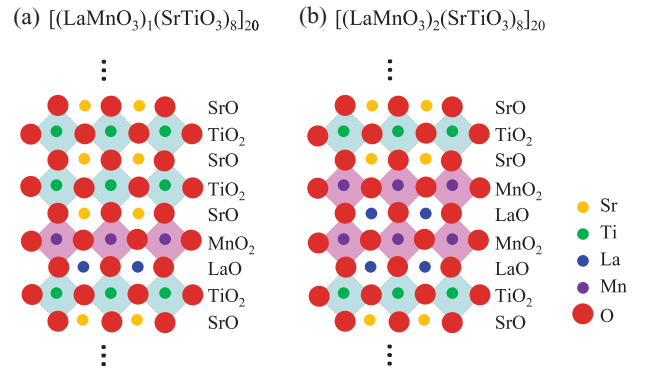 (a) [(LaMnO₃)₁(SrTiO₃)₈]₂₀
(b) [(LaMnO₃)₂(SrTiO₃)₈]₂₀
SrO
TiO₂
SrO
TiO₂
SrO
MnO₂
LaO
TiO₂
SrO
SrO
TiO₂
SrO
MnO₂
LaO
MnO₂
LaO
TiO₂
SrO
Sr
Ti
La
Mn
O